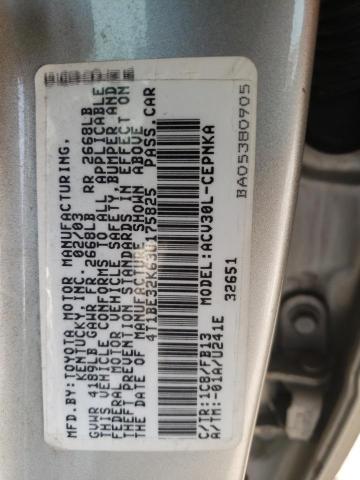 MFD.BY:TOYOTA MOTOR MANUFACTURING,
KENTUCKY,INC. 02/03
GVWR 4189LB GAWR FR 2668LB RR 2668LB
THIS VEHICLE CONFORMS TO ALL APPLICABLE
FEDERAL MOTOR VEHICLE SAFETY,BUMPER,AND
THEFT PREVENTION STANDARDS IN EFFECT ON
THE DATE OF MANUFACTURE SHOWN ABOVE.
4T1BE32K63U175825 PASS.CAR
MODEL:ACV30L-CEPNKA
32651
C/TR:1C8/FB13
A/TM:-01A/U241E
BA05380905